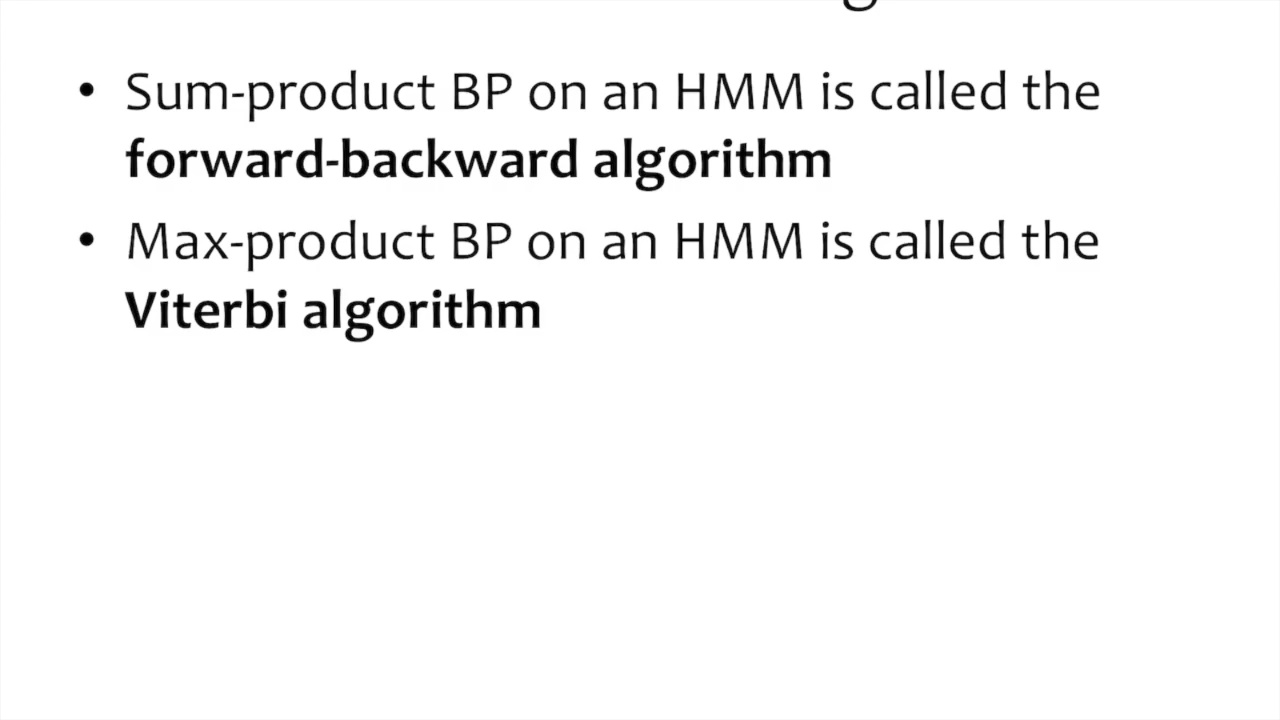 • Sum-product BP on an HMM is called the
forward-backward algorithm
• Max-product BP on an HMM is called the
Viterbi algorithm